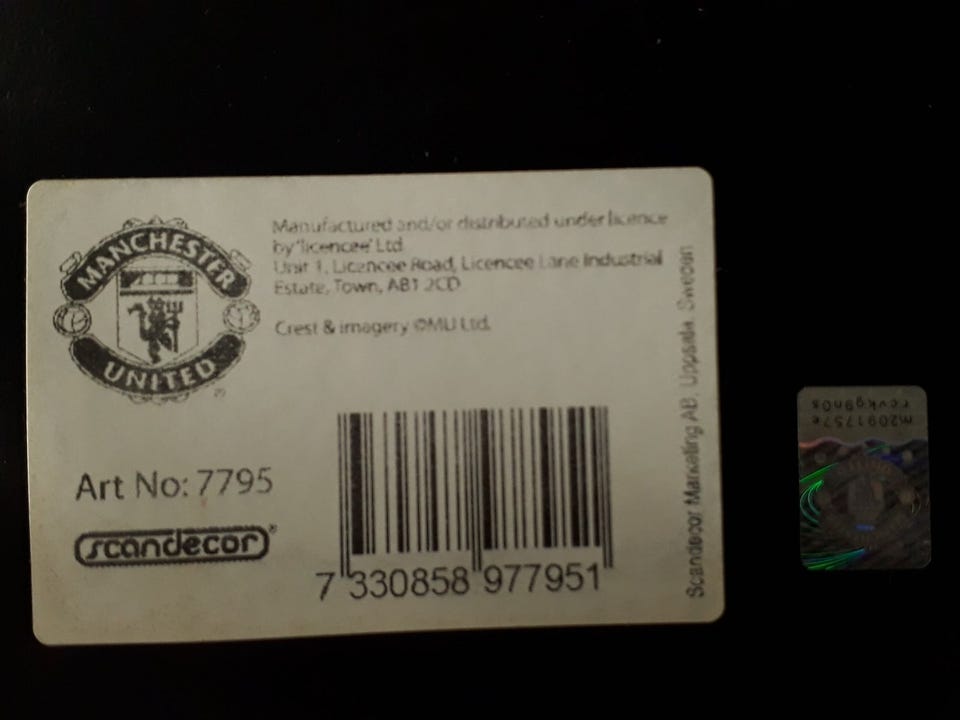 MANCHESTER
UNITED
Manufactured and/or distributed under licence
by 'licencee' Ltd.
Unit 1, Licencee Road, Licencee Lane Industrial
Estate, Town, AB1 2CD
Crest & imagery ©MU Ltd.
Art No: 7795
scandecor®
7 330858 977951
Scandecor Marketing AB, Uppsala, Sweden
m2091757e
rcvkg9n0s